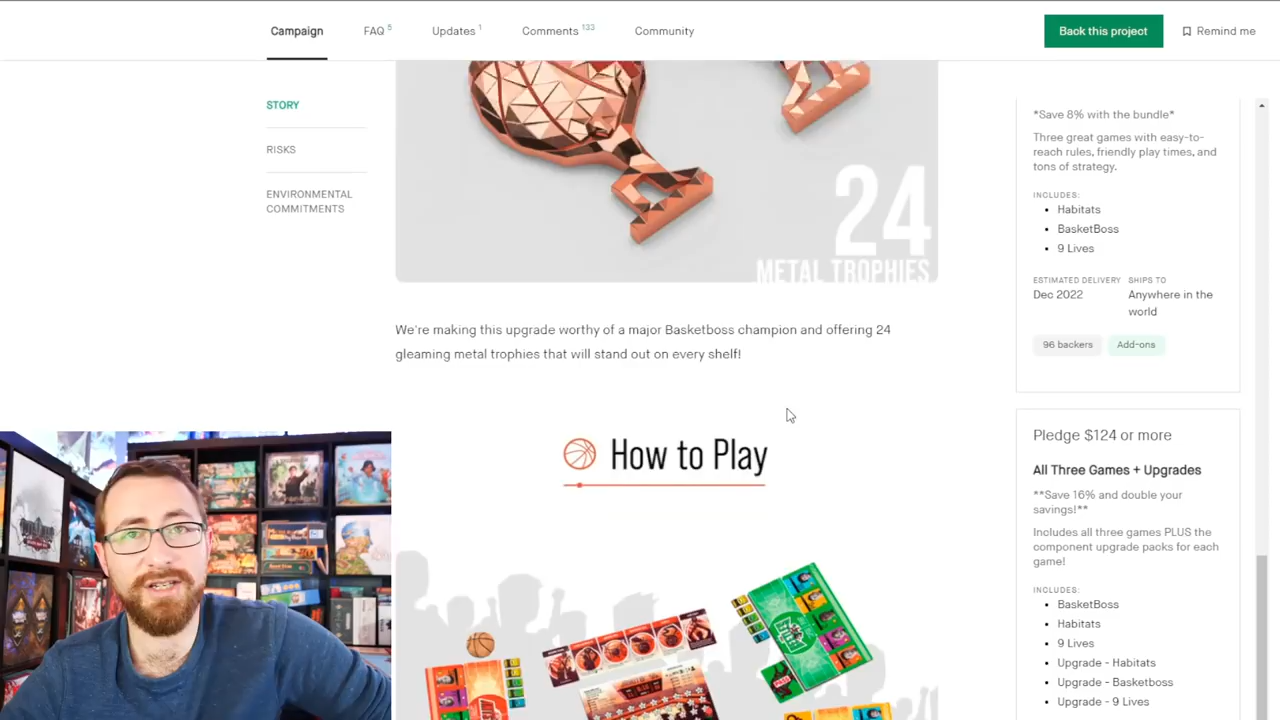 Campaign
FAQ 5
Updates 1
Comments 133
Community
Back this project
Remind me
STORY
RISKS
ENVIRONMENTAL
COMMITMENTS
24
METAL TROPHIES
We're making this upgrade worthy of a major Basketboss champion and offering 24
gleaming metal trophies that will stand out on every shelf!
How to Play
*Save 8% with the bundle*
Three great games with easy-to-
reach rules, friendly play times, and
tons of strategy.
INCLUDES:
• Habitats
• BasketBoss
• 9 Lives
ESTIMATED DELIVERY
Dec 2022
SHIPS TO
Anywhere in the
world
96 backers
Add-ons
Pledge $124 or more
All Three Games + Upgrades
**Save 16% and double your
savings!**
Includes all three games PLUS the
component upgrade packs for each
game!
INCLUDES:
• BasketBoss
• Habitats
• 9 Lives
• Upgrade - Habitats
• Upgrade - Basketboss
• Upgrade - 9 Lives